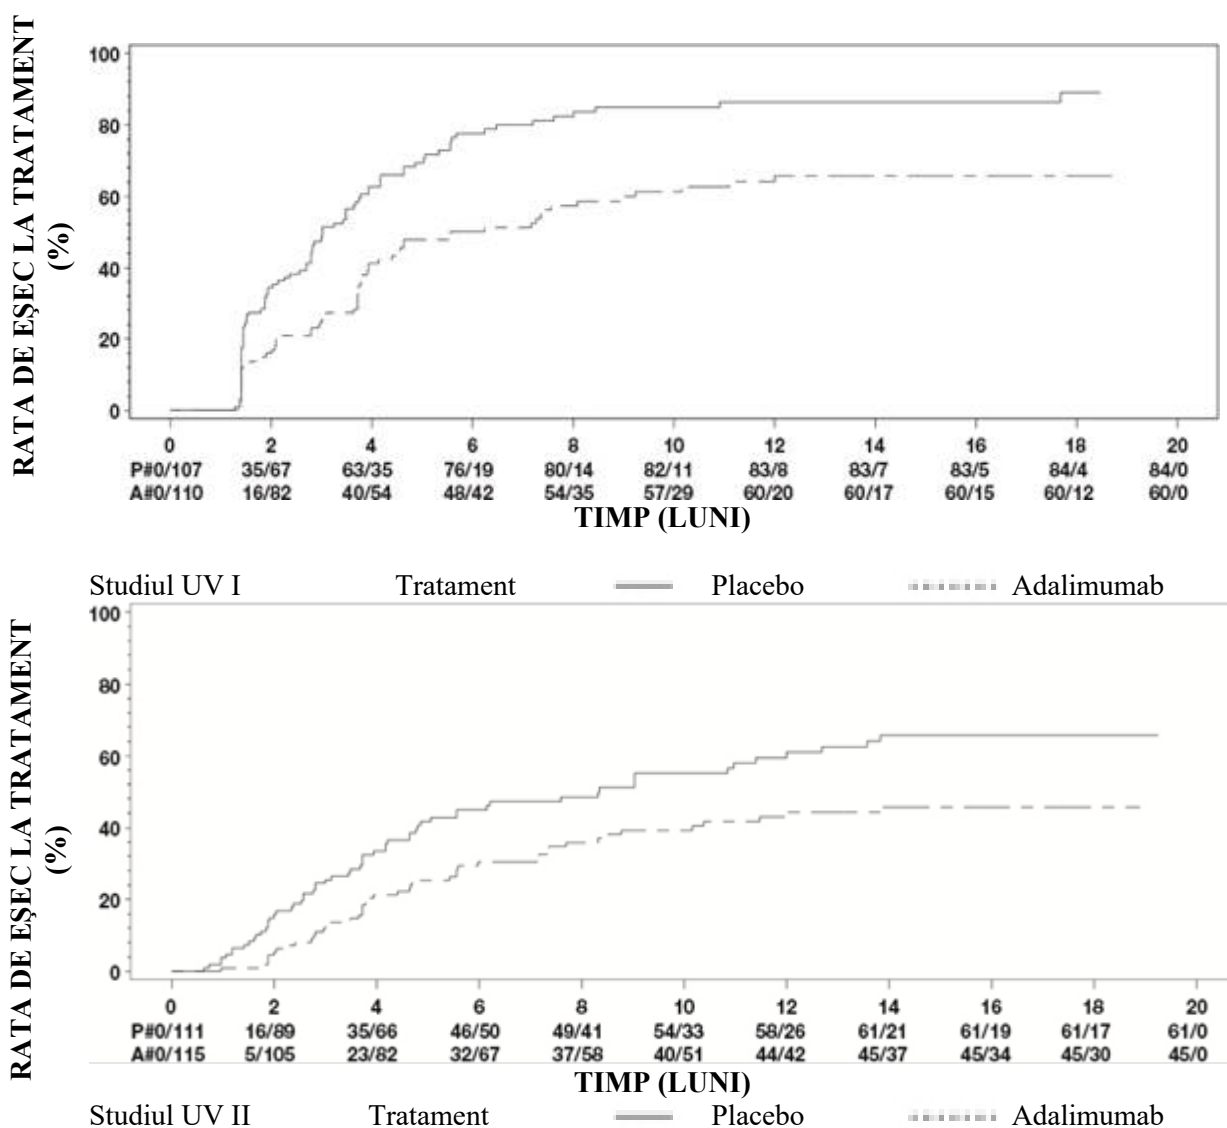 RATA DE EŞEC LA TRATAMENT
(%)
100
80
60
40
20
0
0 2 4 6 8 10 12 14 16 18 20
P#0/107 35/67 63/35 76/19 80/14 82/11 83/8 83/7 83/5 84/4 84/0
A#0/110 16/82 40/54 48/42 54/35 57/29 60/20 60/17 60/15 60/12 60/0
TIMP (LUNI)
Studiul UV I Tratament Placebo Adalimumab
RATA DE EŞEC LA TRATAMENT
(%)
100
80
60
40
20
0
0 2 4 6 8 10 12 14 16 18 20
P#0/111 16/89 35/66 46/50 49/41 54/33 58/26 61/21 61/19 61/17 61/0
A#0/115 5/105 23/82 32/67 37/58 40/51 44/42 45/37 45/34 45/30 45/0
TIMP (LUNI)
Studiul UV II Tratament Placebo Adalimumab